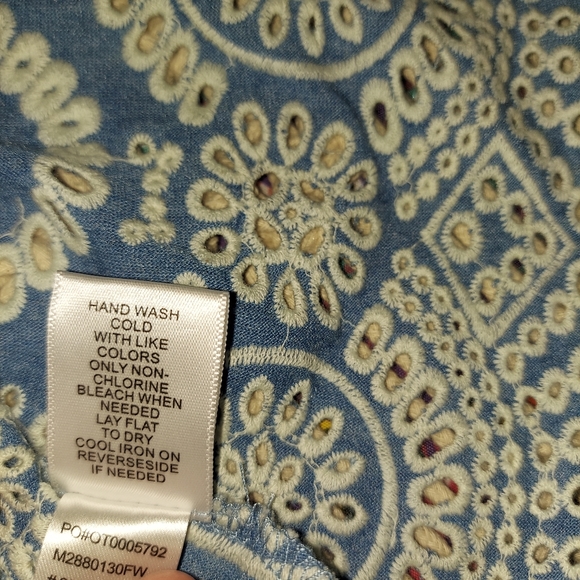 HAND WASH
COLD
WITH LIKE
COLORS
ONLY NON-
CHLORINE
BLEACH WHEN
NEEDED
LAY FLAT
TO DRY
COOL IRON ON
REVERSESIDE
IF NEEDED
PO#OT0005792
M2880130FW